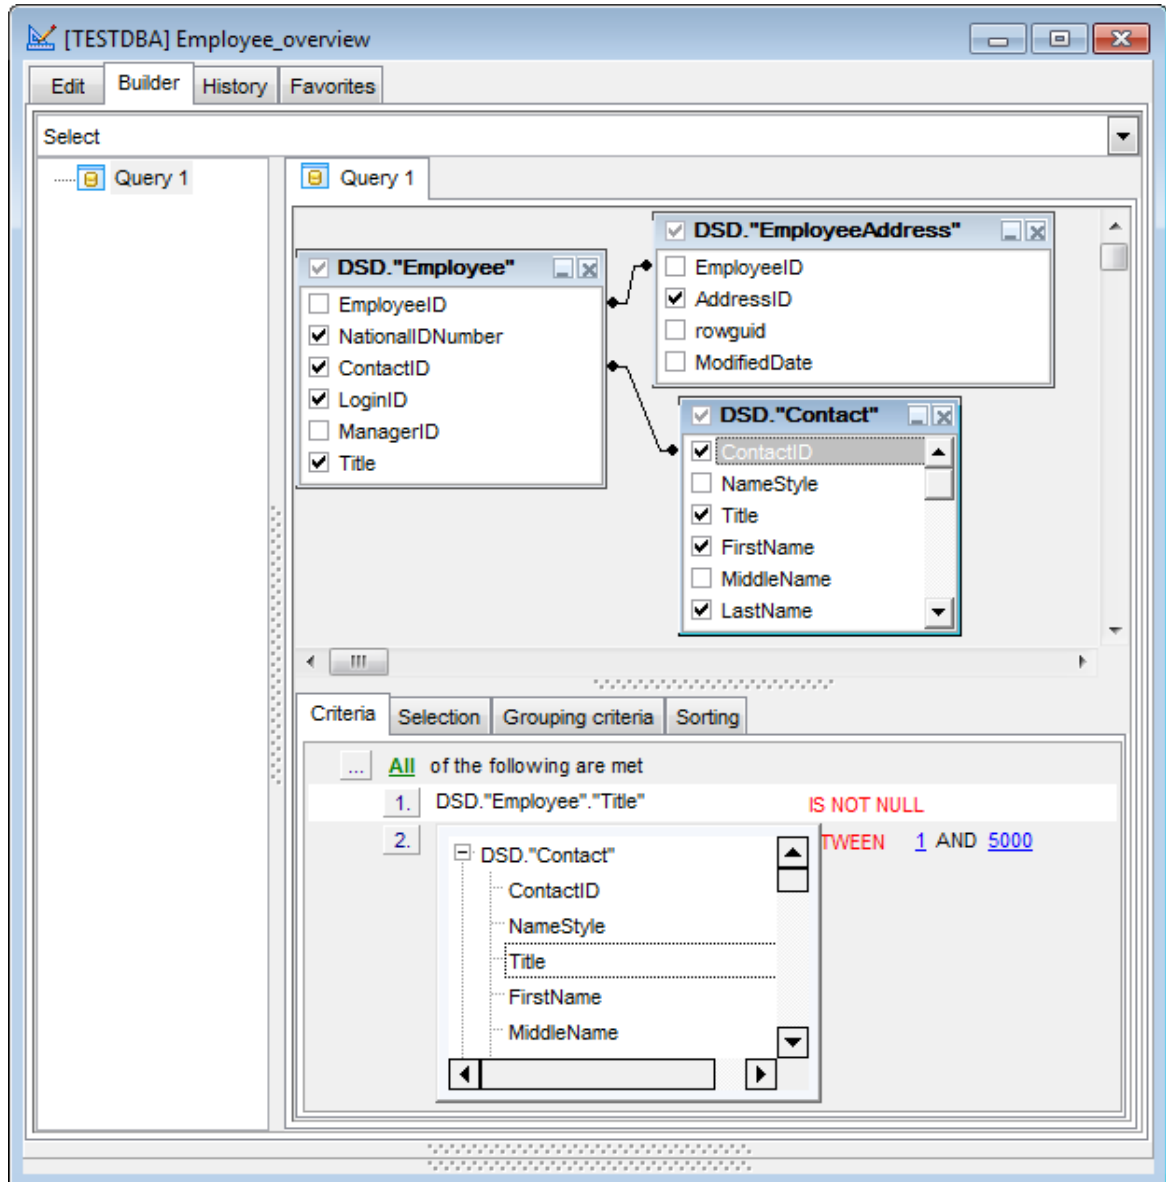 [TESTDBA] Employee_overview
Edit Builder History Favorites
Select
Query 1
Query 1
DSD."Employee"
EmployeeID
NationalIDNumber
ContactID
LoginID
ManagerID
Title
DSD."EmployeeAddress"
EmployeeID
AddressID
rowguid
ModifiedDate
DSD."Contact"
ContactID
NameStyle
Title
FirstName
MiddleName
LastName
Criteria Selection Grouping criteria Sorting
... All of the following are met
1. DSD."Employee"."Title" IS NOT NULL
2. TWEEN 1 AND 5000
DSD."Contact"
ContactID
NameStyle
Title
FirstName
MiddleName